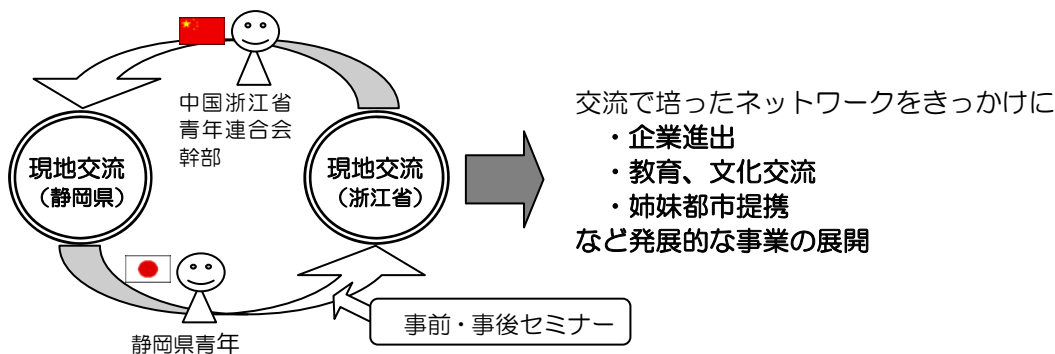 中国浙江省
青年連合会
幹部
現地交流
（静岡県）
現地交流
（浙江省）
静岡県青年
事前・事後セミナー
交流で培ったネットワークをきっかけに
・企業進出
・教育、文化交流
・姉妹都市提携
など発展的な事業の展開